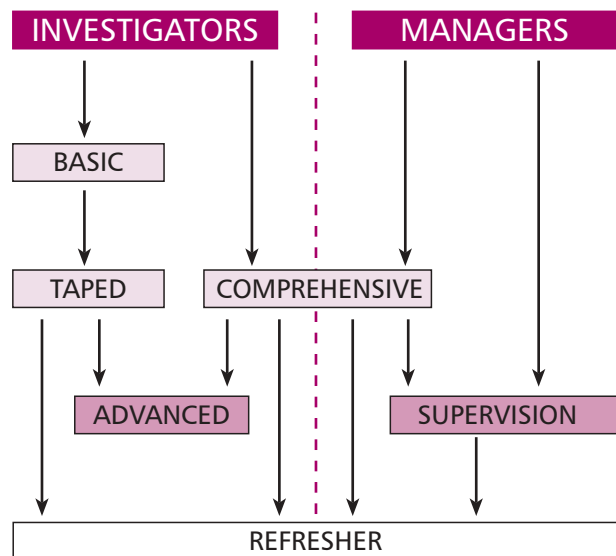 INVESTIGATORS
MANAGERS
BASIC
TAPED
COMPREHENSIVE
ADVANCED
SUPERVISION
REFRESHER